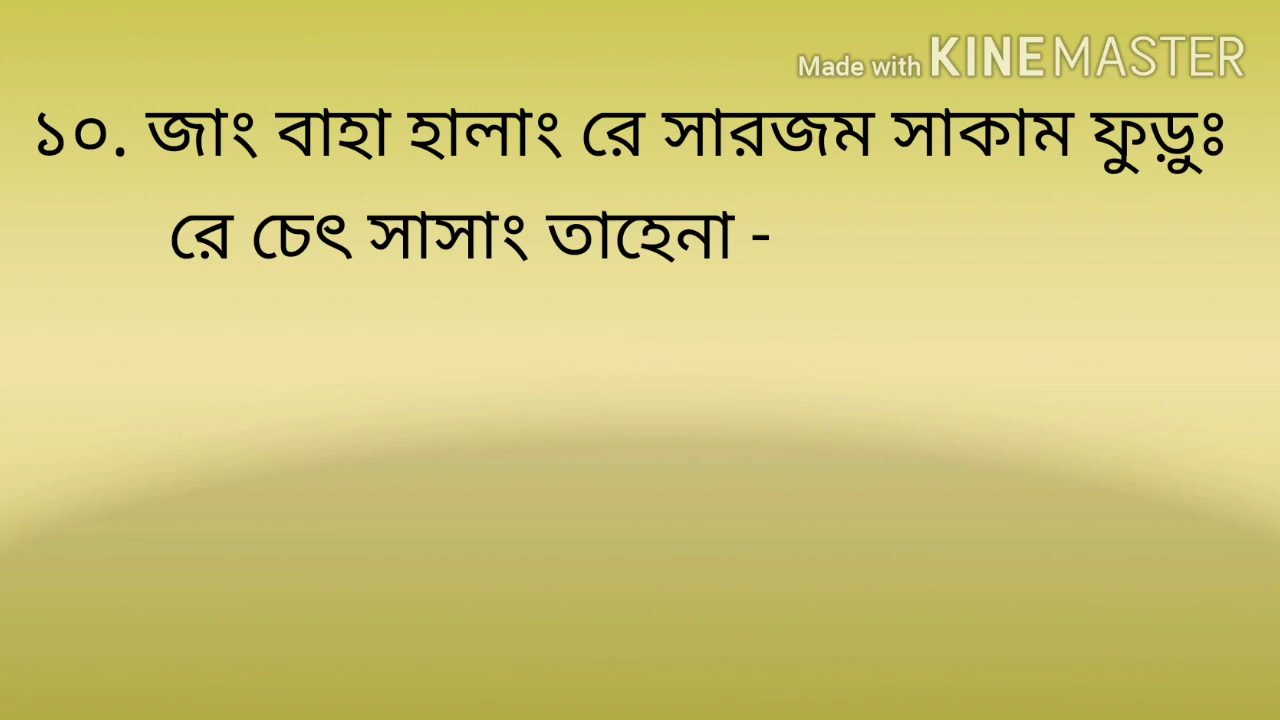 Made with KINEMASTER
১০. জাং বাহা হালাং রে সারজম সাকাম ফুড়ুঃ
রে চেৎ সাসাং তাহেনা -